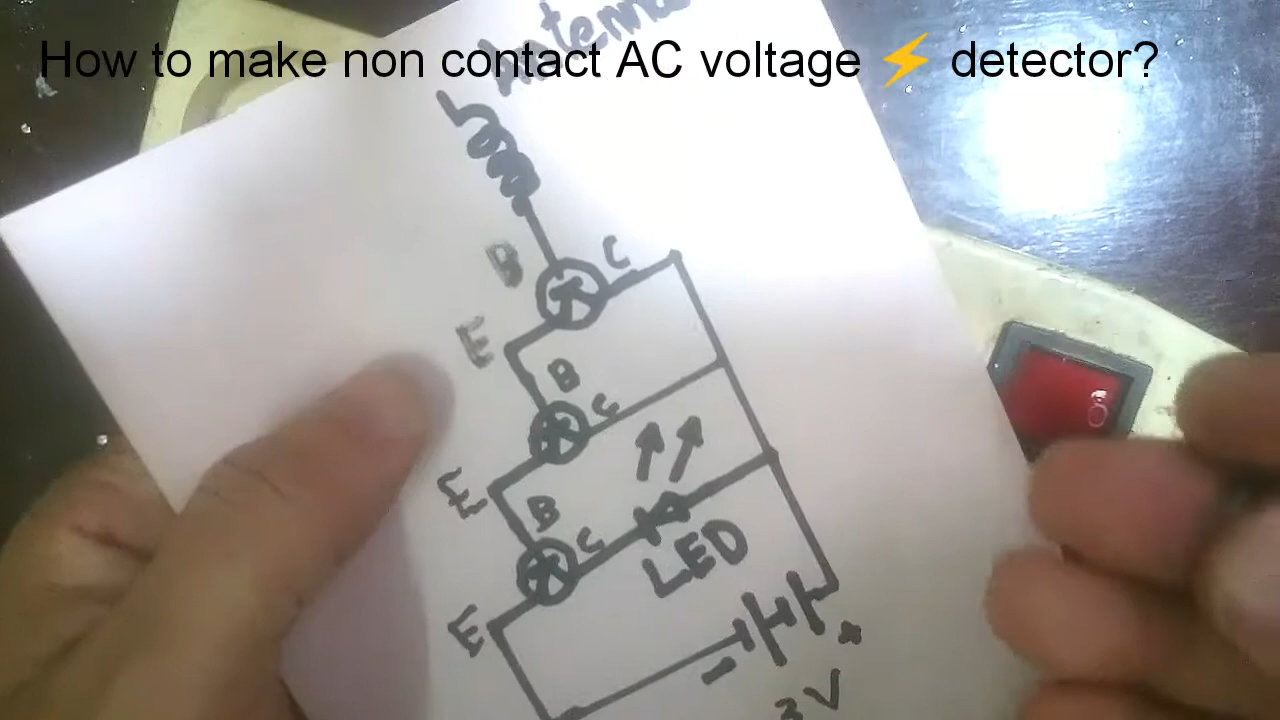 How to make non contact AC voltage ⚡ detector?
Antenna
B
C
E
B
C
E
B
C
LED
E
+
-
3V